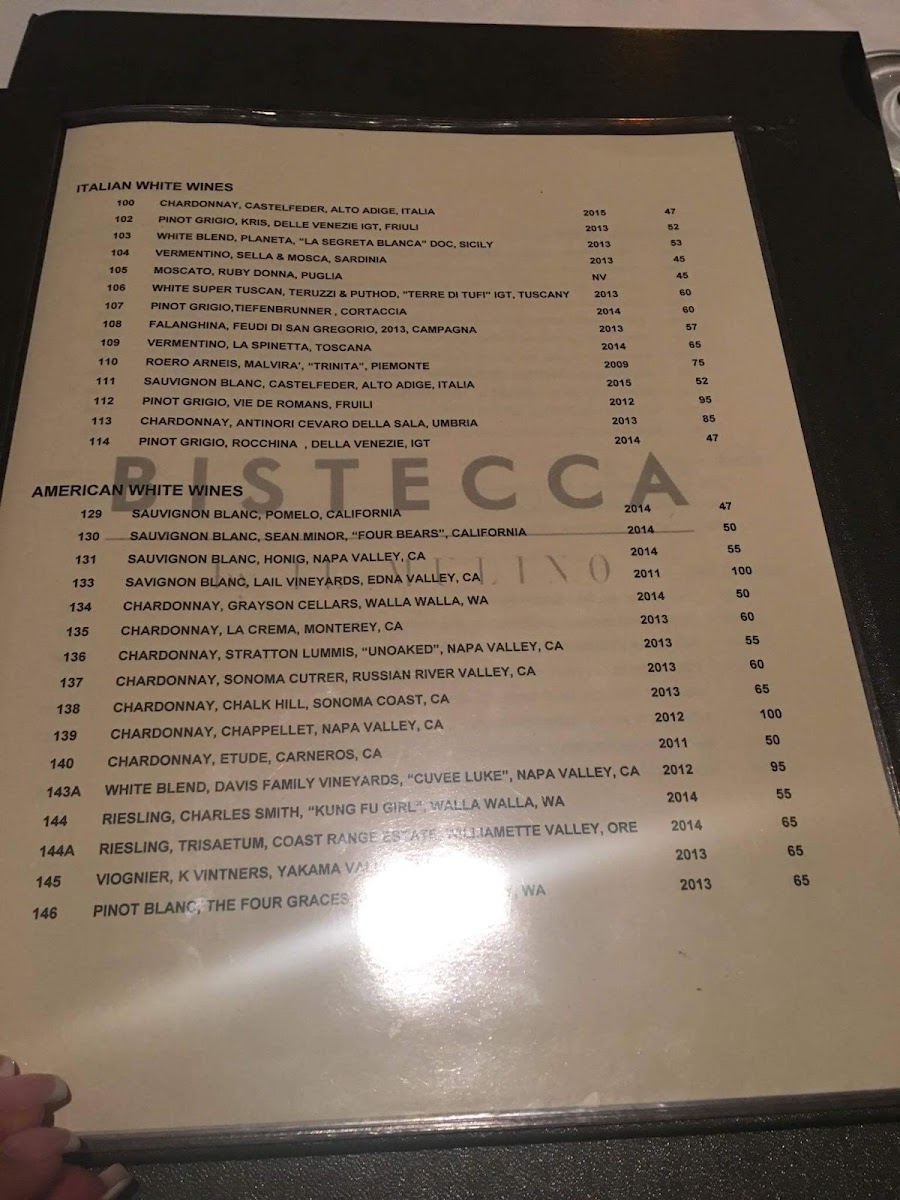 ITALIAN WHITE WINES
100 CHARDONNAY, CASTELFEDER, ALTO ADIGE, ITALIA 2015 47
102 PINOT GRIGIO, KRIS, DELLE VENEZIE IGT, FRIULI 2013 52
103 WHITE BLEND, PLANETA, "LA SEGRETA BLANCA" DOC, SICILY 2013 53
104 VERMENTINO, SELLA & MOSCA, SARDINIA 2013 45
105 MOSCATO, RUBY DONNA, PUGLIA NV 45
106 WHITE SUPER TUSCAN, TERUZZI & PUTHOD, "TERRE DI TUFI" IGT, TUSCANY 2013 60
107 PINOT GRIGIO,TIEFENBRUNNER , CORTACCIA 2014 60
108 FALANGHINA, FEUDI DI SAN GREGORIO, 2013, CAMPAGNA 2013 57
109 VERMENTINO, LA SPINETTA, TOSCANA 2014 65
110 ROERO ARNEIS, MALVIRA', "TRINITA", PIEMONTE 2009 75
111 SAUVIGNON BLANC, CASTELFEDER, ALTO ADIGE, ITALIA 2015 52
112 PINOT GRIGIO, VIE DE ROMANS, FRUILI 2012 95
113 CHARDONNAY, ANTINORI CEVARO DELLA SALA, UMBRIA 2013 85
114 PINOT GRIGIO, ROCCHINA , DELLA VENEZIE, IGT 2014 47
BISTECCA
AMERICAN WHITE WINES
129 SAUVIGNON BLANC, POMELO, CALIFORNIA 2014 47
130 SAUVIGNON BLANC, SEAN MINOR, "FOUR BEARS", CALIFORNIA 2014 50
131 SAUVIGNON BLANC, HONIG, NAPA VALLEY, CA 2014 55
IL MULINO
133 SAVIGNON BLANC, LAIL VINEYARDS, EDNA VALLEY, CA 2011 100
134 CHARDONNAY, GRAYSON CELLARS, WALLA WALLA, WA 2014 50
135 CHARDONNAY, LA CREMA, MONTEREY, CA 2013 60
136 CHARDONNAY, STRATTON LUMMIS, "UNOAKED", NAPA VALLEY, CA 2013 55
137 CHARDONNAY, SONOMA CUTRER, RUSSIAN RIVER VALLEY, CA 2013 60
138 CHARDONNAY, CHALK HILL, SONOMA COAST, CA 2013 65
139 CHARDONNAY, CHAPPELLET, NAPA VALLEY, CA 2012 100
140 CHARDONNAY, ETUDE, CARNEROS, CA 2011 50
143A WHITE BLEND, DAVIS FAMILY VINEYARDS, "CUVEE LUKE", NAPA VALLEY, CA 2012 95
144 RIESLING, CHARLES SMITH, "KUNG FU GIRL", WALLA WALLA, WA 2014 55
144A RIESLING, TRISAETUM, COAST RANGE ESTATE, WILLIAMETTE VALLEY, ORE 2014 65
145 VIOGNIER, K VINTNERS, YAKAMA 2013 65
146 PINOT BLANC, THE FOUR GRACES, WA 2013 65